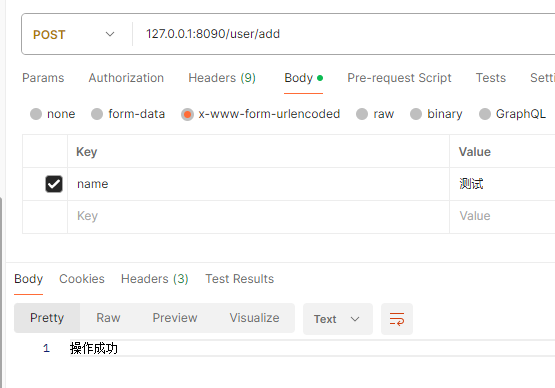 POST 127.0.0.1:8090/user/add
Params Authorization Headers (9) Body Pre-request Script Tests Setti
none form-data x-www-form-urlencoded raw binary GraphQL
Key Value
name 测试
Key Value
Body Cookies Headers (3) Test Results
Pretty Raw Preview Visualize Text
1 操作成功